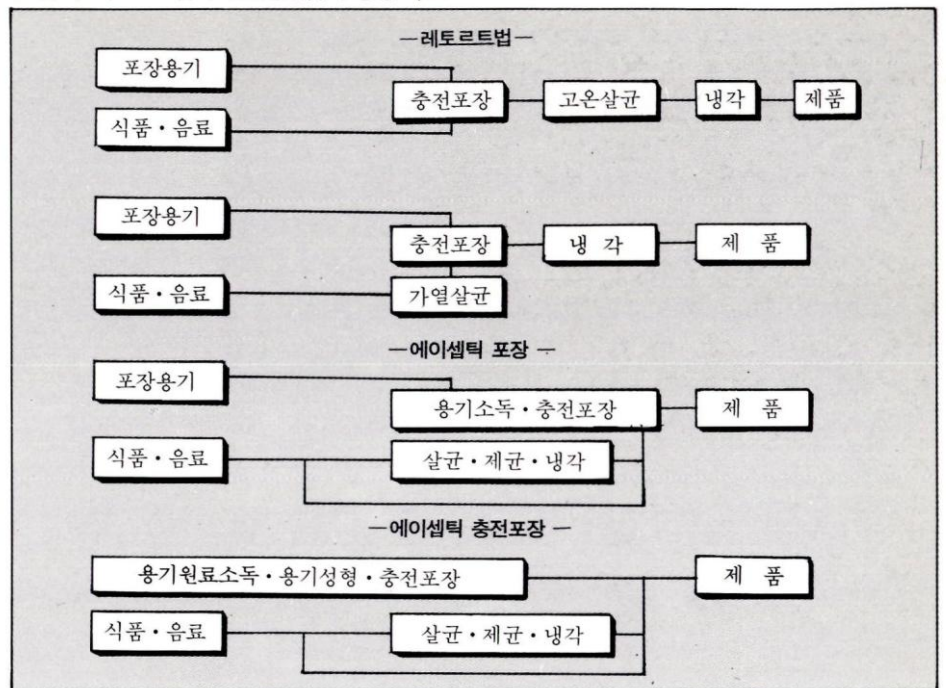 —레토르트법—
포장용기
충전포장 고온살균 냉각 제품
식품·음료
포장용기
충전포장 냉 각 제 품
식품·음료 가열살균
—에이셉틱 포장—
포장용기
용기소독·충전포장 제 품
식품·음료 살균·제균·냉각
—에이셉틱 충전포장—
용기원료소독·용기성형·충전포장 제 품
식품·음료 살균·제균·냉각